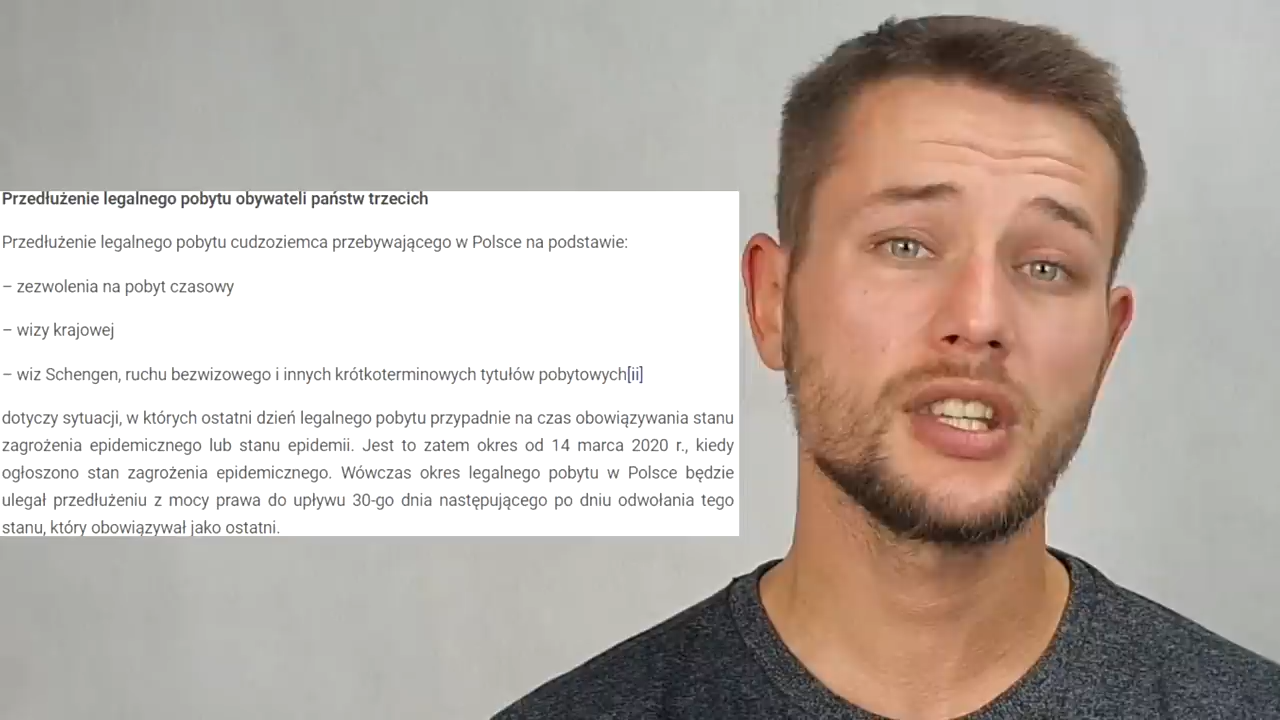 Przedłużenie legalnego pobytu obywateli państw trzecich
Przedłużenie legalnego pobytu cudzoziemca przebywającego w Polsce na podstawie:
– zezwolenia na pobyt czasowy
– wizy krajowej
– wiz Schengen, ruchu bezwizowego i innych krótkoterminowych tytułów pobytowych[ii]
dotyczy sytuacji, w których ostatni dzień legalnego pobytu przypadnie na czas obowiązywania stanu
zagrożenia epidemicznego lub stanu epidemii. Jest to zatem okres od 14 marca 2020 r., kiedy
ogłoszono stan zagrożenia epidemicznego. Wówczas okres legalnego pobytu w Polsce będzie
ulegał przedłużeniu z mocy prawa do upływu 30-go dnia następującego po dniu odwołania tego
stanu, który obowiązywał jako ostatni.